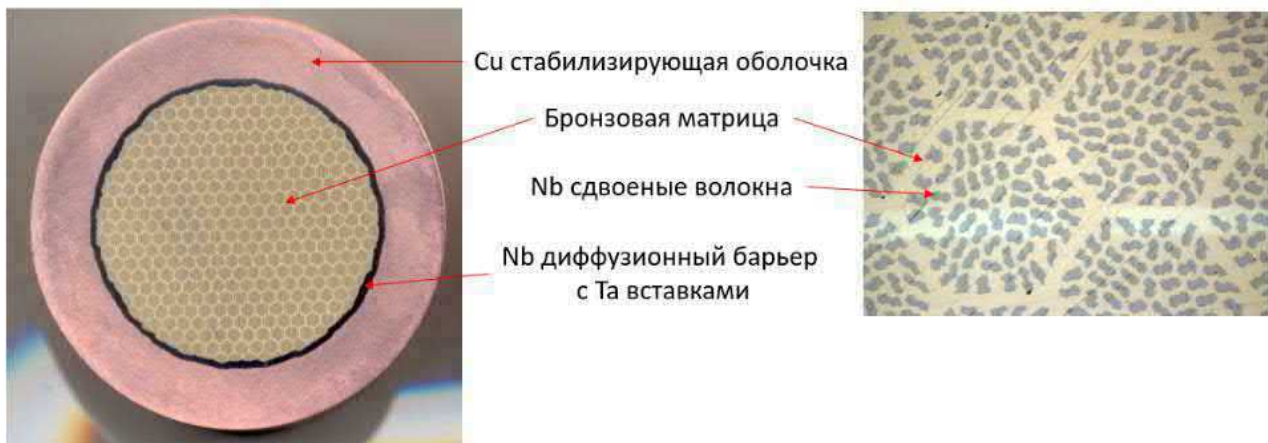 Cu стабилизирующая оболочка
Бронзовая матрица
Nb сдвоеные волокна
Nb диффузионный барьер
с Ta вставками